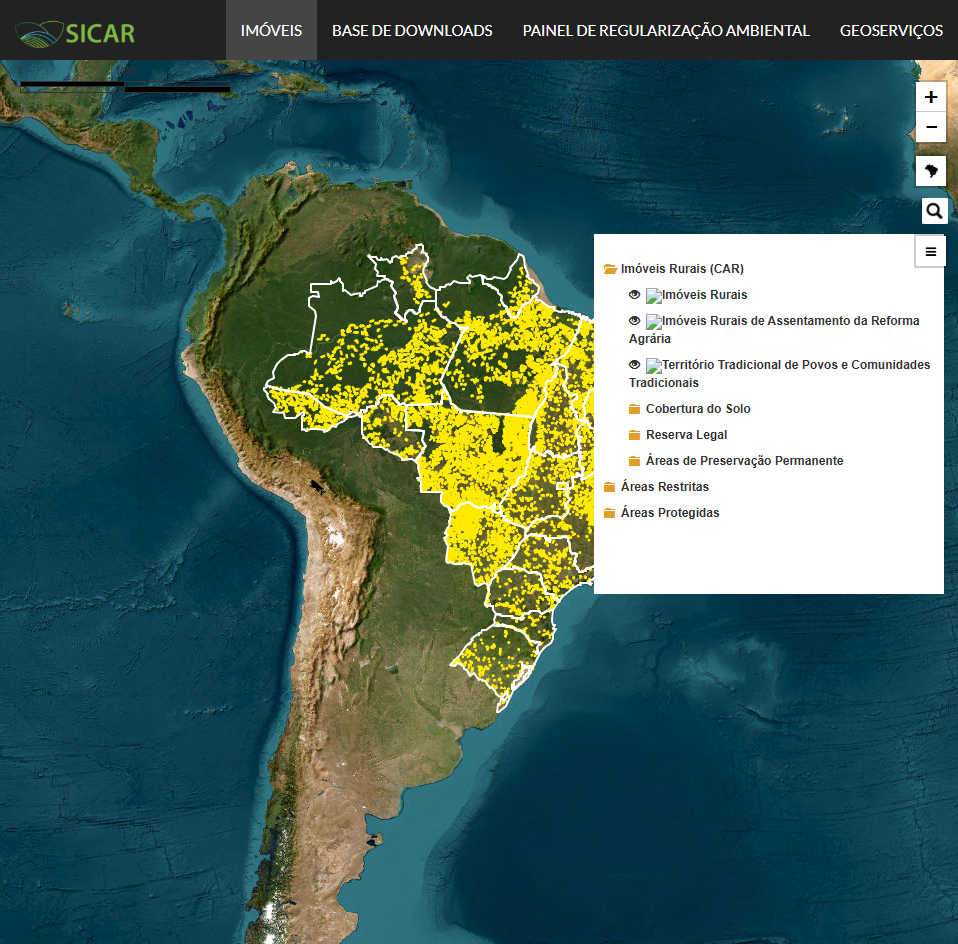 SICAR
IMÓVEIS
BASE DE DOWNLOADS
PAINEL DE REGULARIZAÇÃO AMBIENTAL
GEOSERVIÇOS
+
−
Imóveis Rurais (CAR)
Imóveis Rurais
Imóveis Rurais de Assentamento da Reforma
Agrária
Território Tradicional de Povos e Comunidades
Tradicionais
Cobertura do Solo
Reserva Legal
Áreas de Preservação Permanente
Áreas Restritas
Áreas Protegidas